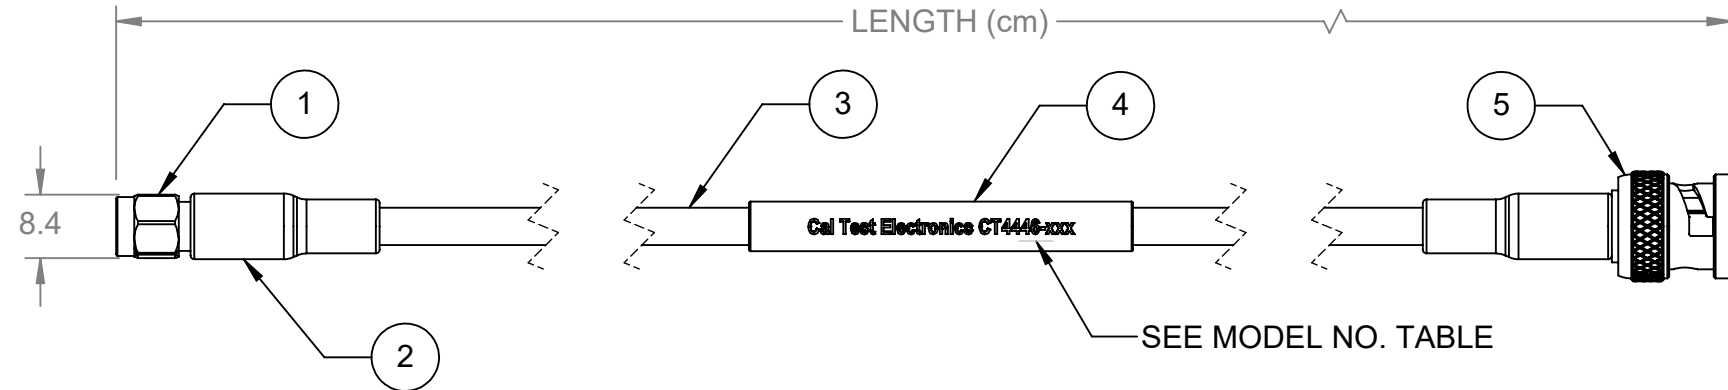 LENGTH (cm)
1
3
4
5
8.4
Cal Test Electronics CT4446-xxx
SEE MODEL NO. TABLE
2